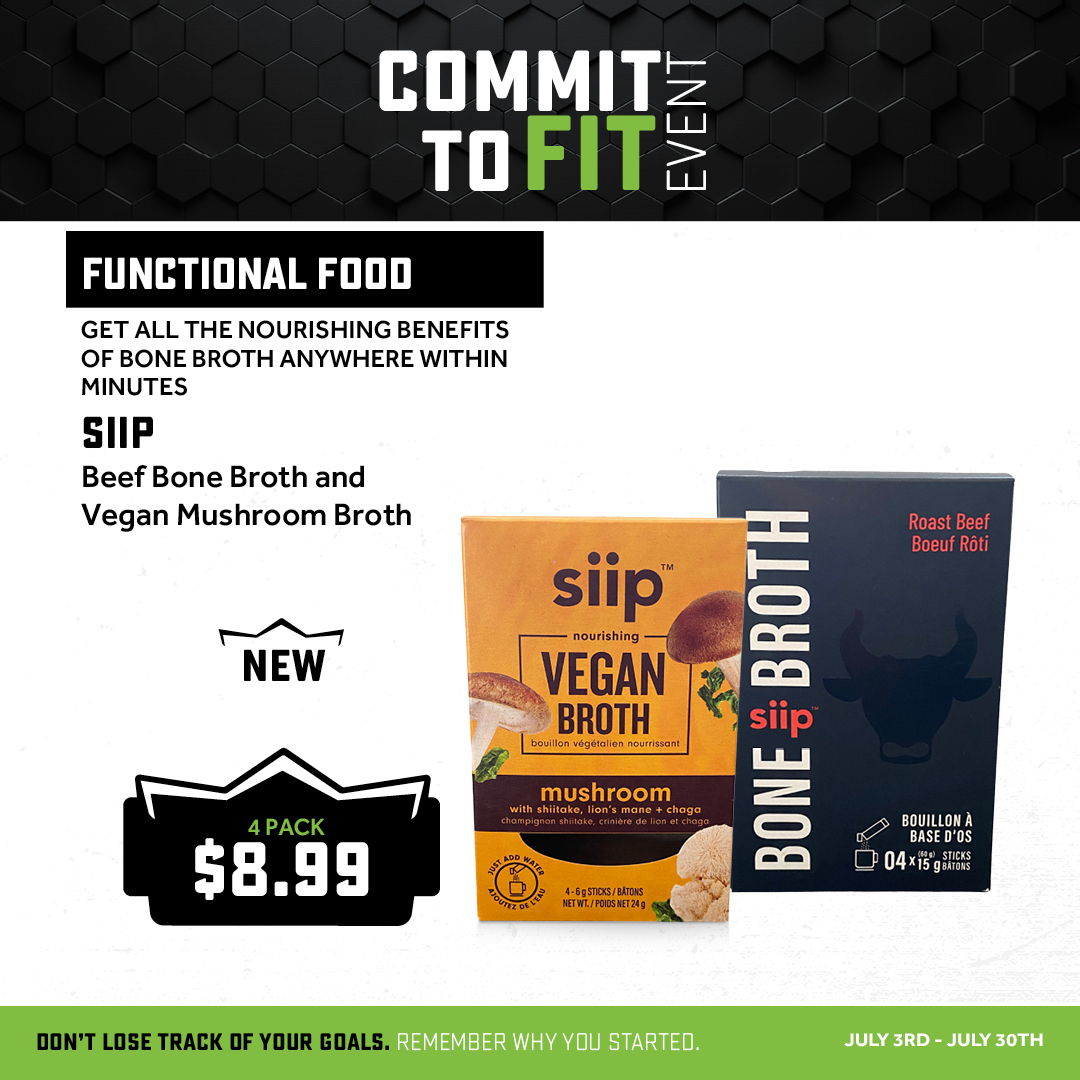 COMMIT
TO FIT
EVENT
FUNCTIONAL FOOD
GET ALL THE NOURISHING BENEFITS
OF BONE BROTH ANYWHERE WITHIN
MINUTES
SIIP
Beef Bone Broth and
Vegan Mushroom Broth
NEW
4 PACK
$8.99
siip™
nourishing
VEGAN
BROTH
bouillon végétalien nourrissant
mushroom
with shiitake, lion's mane + chaga
champignon shiitake, crinière de lion et chaga
JUST ADD WATER
AJOUTEZ DE L'EAU
4 - 6 g STICKS / BÂTONS
NET WT. / POIDS NET 24 g
BONE siip™ BROTH
Roast Beef
Boeuf Rôti
BOUILLON À
BASE D'OS
04 x 15 g (60 g) STICKS
BÂTONS
DON'T LOSE TRACK OF YOUR GOALS. REMEMBER WHY YOU STARTED.
JULY 3RD - JULY 30TH